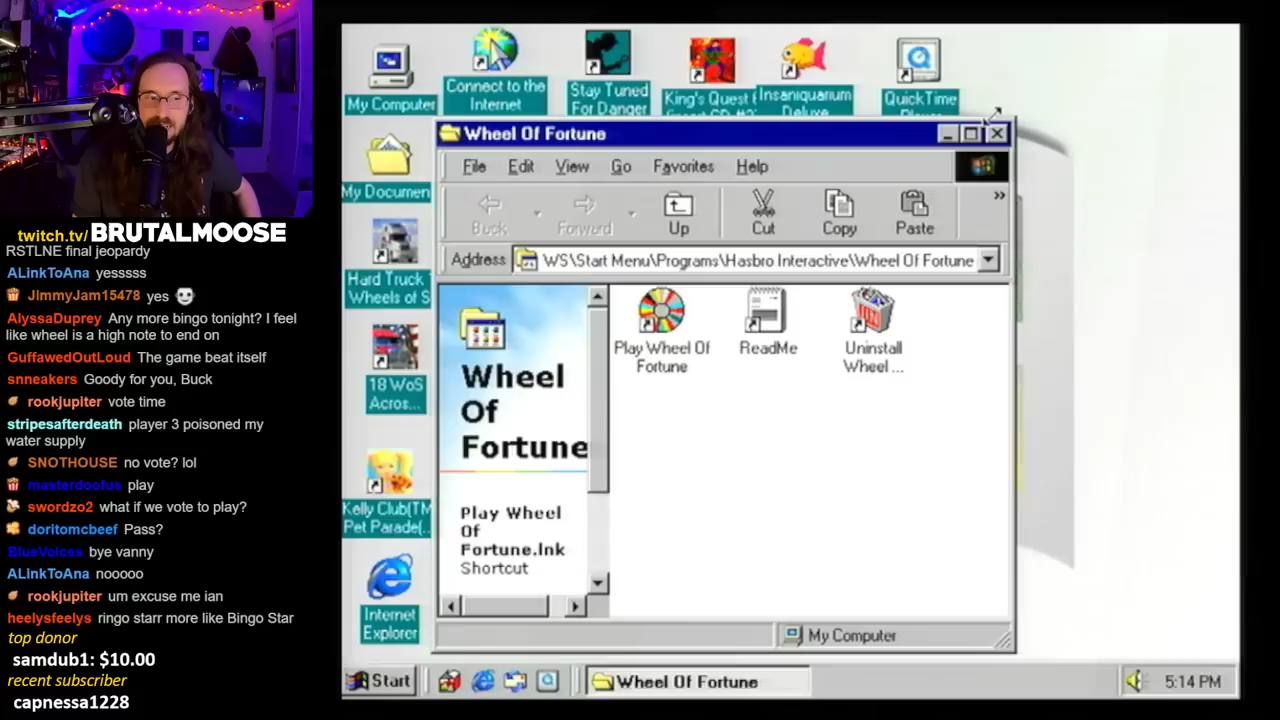 twitch.tv/BRUTALMOOSE
RSTLNE final jeopardy
ALinkToAna yesssss
JimmyJam15478 yes
AlyssaDuprey Any more bingo tonight? I feel
like wheel is a high note to end on
GuffawedOutLoud The game beat itself
snneakers Goody for you, Buck
rookjupiter vote time
stripesafterdeath player 3 poisoned my
water supply
SNOTHOUSE no vote? lol
masterdoofus play
swordzo2 what if we vote to play?
doritomcbeef Pass?
BlueVoices bye vanny
ALinkToAna nooooo
rookjupiter um excuse me ian
heelysfeelys ringo starr more like Bingo Star
top donor
samdub1: $10.00
recent subscriber
capnessa1228
My Computer
Connect to the
Internet
Stay Tuned
For Danger
King's Quest
Insaniquarium
Deluxe
QuickTime
Player
My Documen
Hard Truck
Wheels of S
18 WoS
Acros...
Kelly Club(TM
Pet Parade(..
Internet
Explorer
Wheel Of Fortune
File Edit View Go Favorites Help
Back Forward Up Cut Copy Paste »
Address WS\Start Menu\Programs\Hasbro Interactive\Wheel Of Fortune
Wheel
Of
Fortune
Play Wheel
Of
Fortune.lnk
Shortcut
Play Wheel Of
Fortune
ReadMe
Uninstall
Wheel ...
My Computer
Start Wheel Of Fortune 5:14 PM